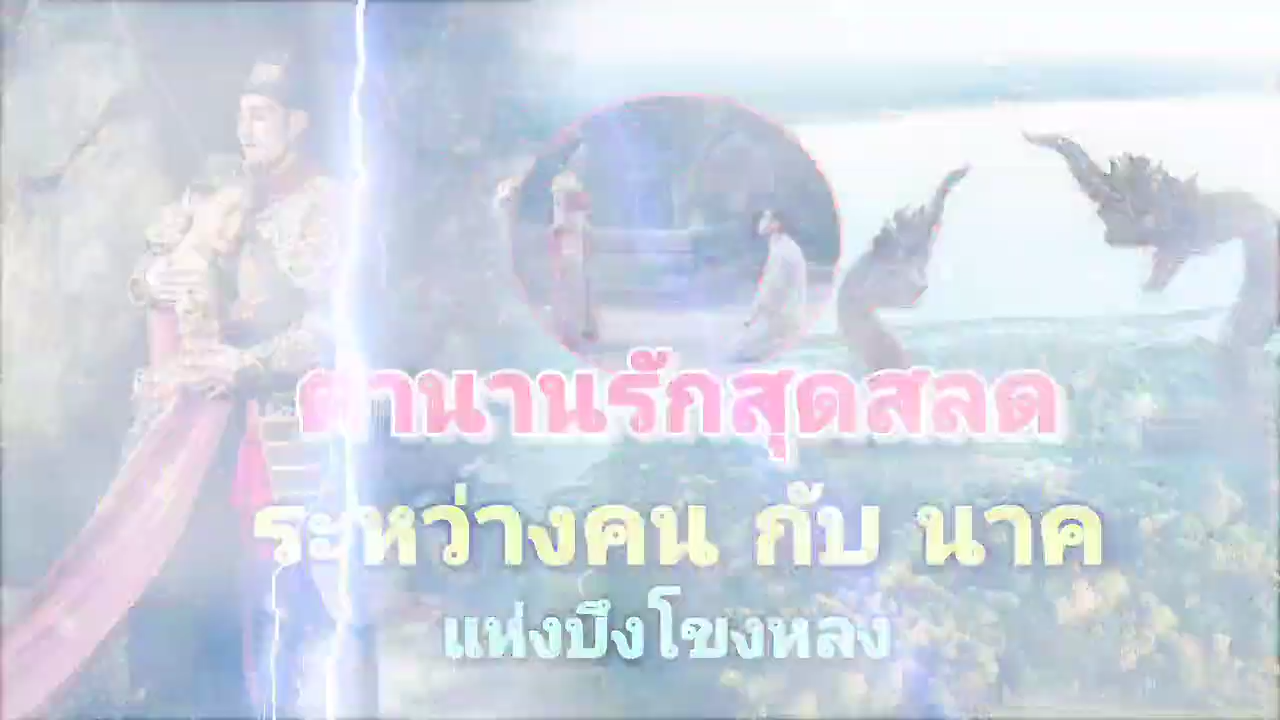 ตำนานรักสุดสลด
ระหว่างคน กับ นาค
แห่งบึงโขงหลง